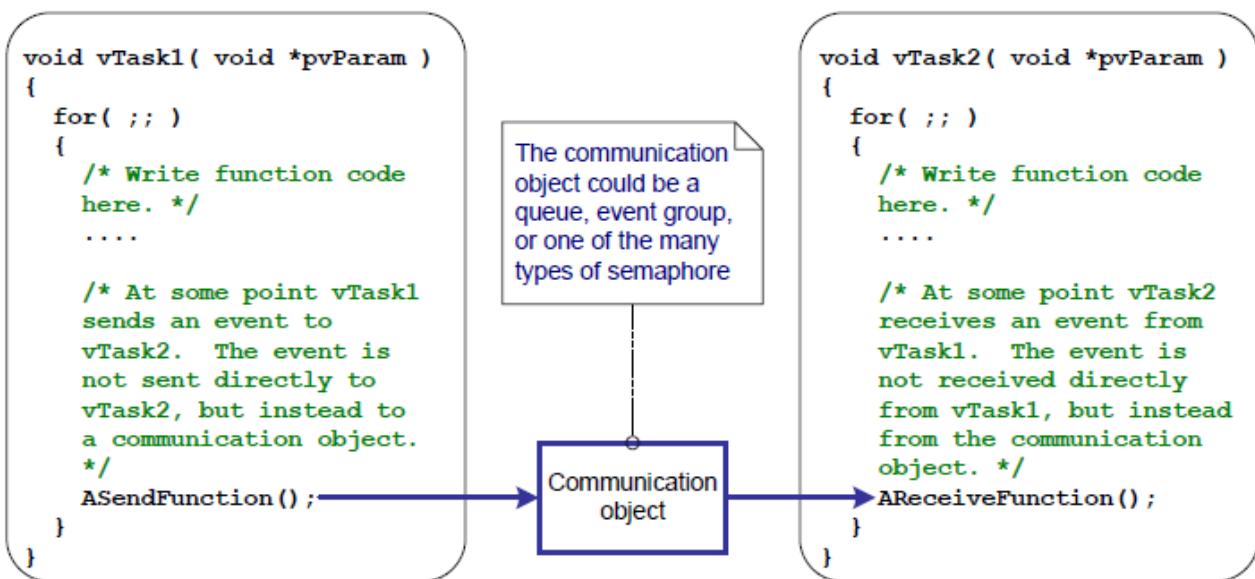 void vTask1( void *pvParam )
{
for( ;; )
{
/* Write function code
here. */
....
/* At some point vTask1
sends an event to
vTask2.  The event is
not sent directly to
vTask2, but instead to
a communication object.
*/
ASendFunction();
}
}
The communication
object could be a
queue, event group,
or one of the many
types of semaphore
Communication
object
void vTask2( void *pvParam )
{
for( ;; )
{
/* Write function code
here. */
....
/* At some point vTask2
receives an event from
vTask1.  The event is
not received directly
from vTask1, but instead
from the communication
object. */
AReceiveFunction();
}
}